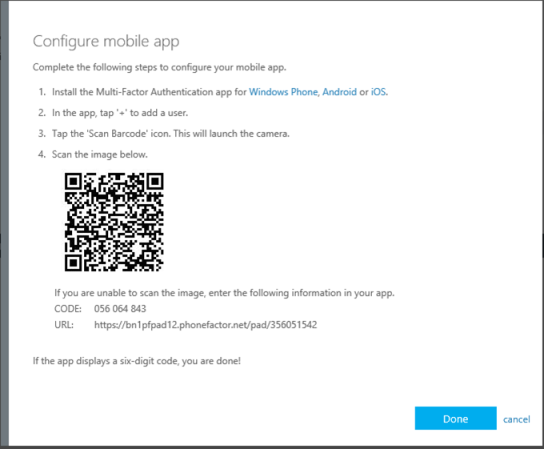 Configure mobile app
Complete the following steps to configure your mobile app.
1. Install the Multi-Factor Authentication app for Windows Phone, Android or iOS.
2. In the app, tap '+' to add a user.
3. Tap the 'Scan Barcode' icon. This will launch the camera.
4. Scan the image below.
If you are unable to scan the image, enter the following information in your app.
CODE: 056 064 843
URL: https://bn1pfpad12.phonefactor.net/pad/356051542
If the app displays a six-digit code, you are done!
Done cancel